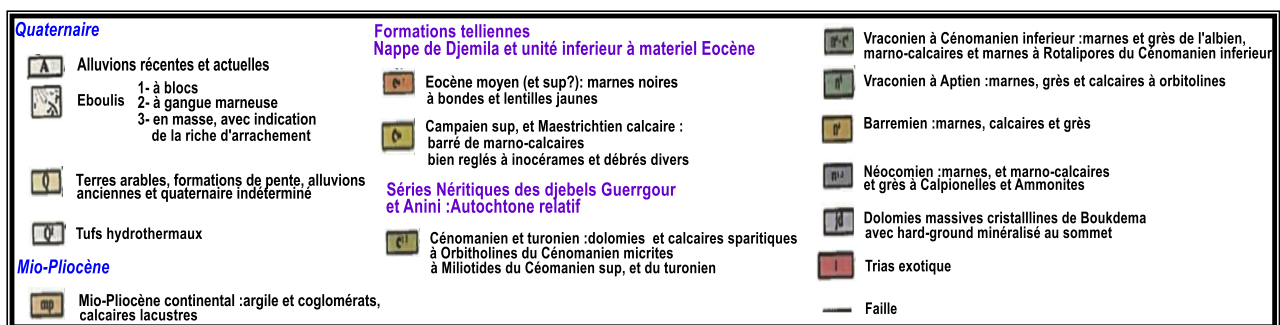 Quaternaire
A
Alluvions récentes et actuelles
Eboulis
1- à blocs
2- à gangue marneuse
3- en masse, avec indication
de la riche d'arrachement
Terres arables, formations de pente, alluvions
anciennes et quaternaire indéterminé
Tufs hydrothermaux
Mio-Pliocène
mp
Mio-Pliocène continental :argile et coglomérats,
calcaires lacustres
Formations telliennes
Nappe de Djemila et unité inferieur à materiel Eocène
Eocène moyen (et sup?): marnes noires
à bondes et lentilles jaunes
Campaien sup, et Maestrichtien calcaire :
barré de marno-calcaires
bien reglés à inocérames et débrés divers
Séries Néritiques des djebels Guerrgour
et Anini :Autochtone relatif
Cénomanien et turonien :dolomies et calcaires sparitiques
à Orbitholines du Cénomanien micrites
à Miliotides du Céomanien sup, et du turonien
Vraconien à Cénomanien inferieur :marnes et grès de l'albien,
marno-calcaires et marnes à Rotalipores du Cénomanien inferieur
Vraconien à Aptien :marnes, grès et calcaires à orbitolines
Barremien :marnes, calcaires et grès
Néocomien :marnes, et marno-calcaires
et grès à Calpionelles et Ammonites
Dolomies massives cristalllines de Boukdema
avec hard-ground minéralisé au sommet
Trias exotique
Faille